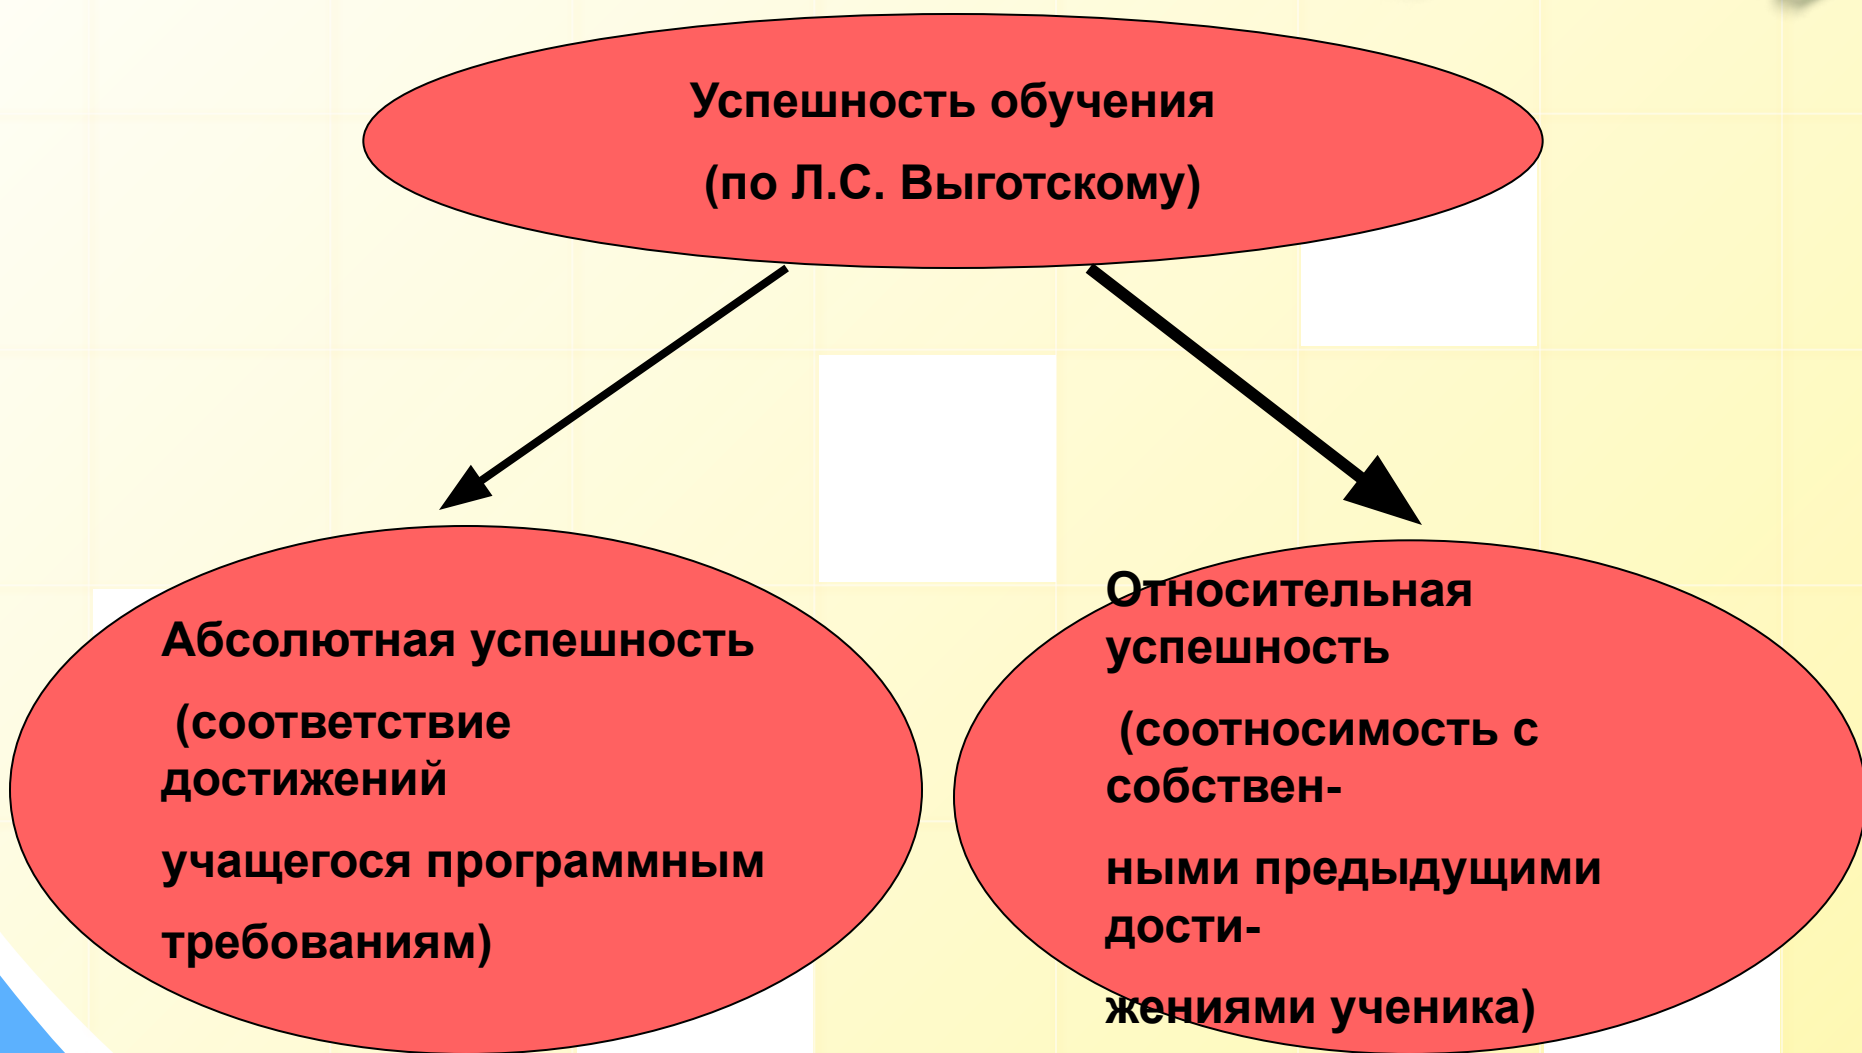 Успешность обучения
(по Л.С. Выготскому)
Абсолютная успешность
(соответствие
достижений
учащегося программным
требованиям)
Относительная
успешность
(соотносимость с
собствен-
ными предыдущими
дости-
жениями ученика)